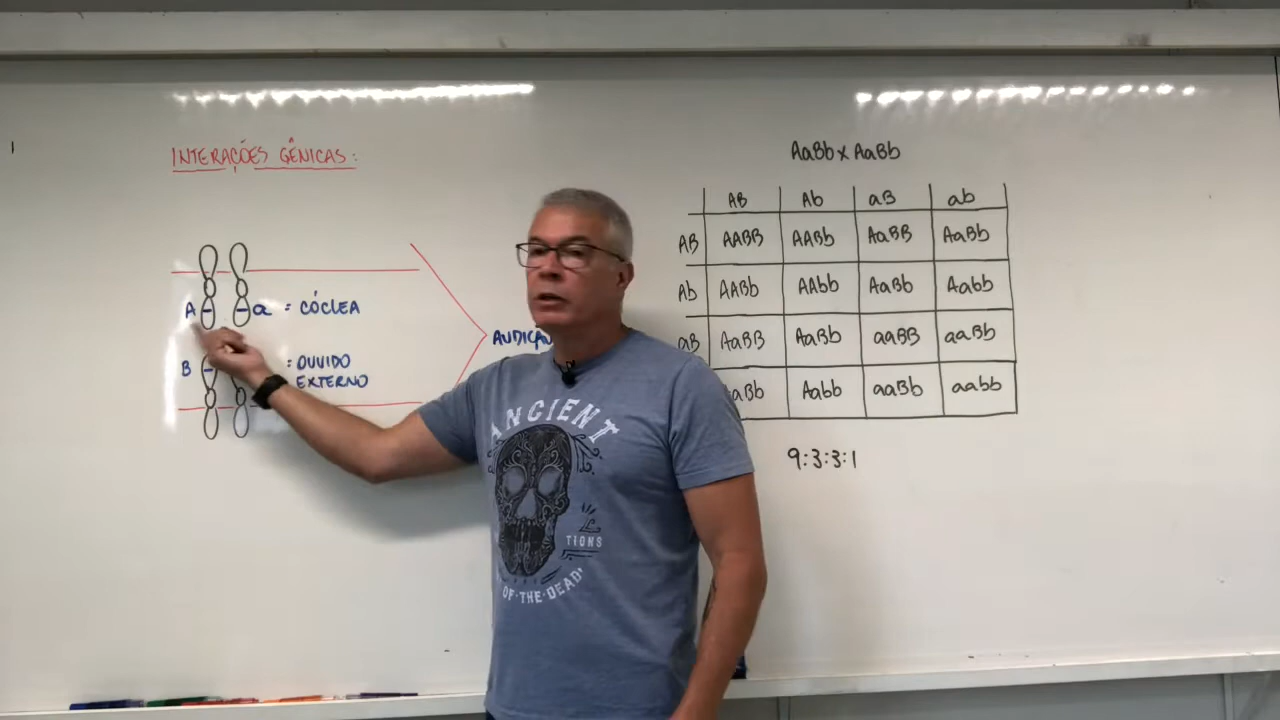 INTERAÇÕES GÊNICAS:
A a = CÓCLEA
B = OUVIDO
EXTERNO
AUDIÇÃO
AaBb x AaBb
AB Ab aB ab
AB AABB AABb AaBB AaBb
Ab AABb AAbb AaBb Aabb
aB AaBB AaBb aaBB aaBb
aBb Aabb aaBb aabb
9:3:3:1
ANCIENT
TIONS
OF·THE·DEAD'